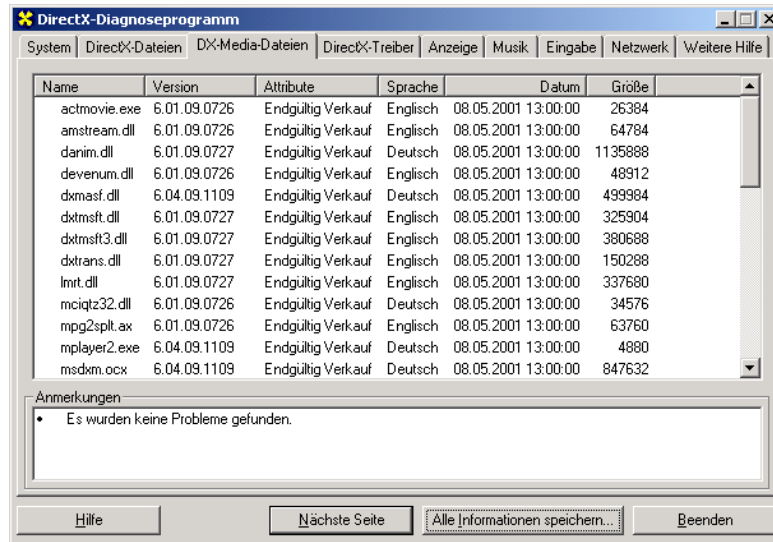 DirectX-Diagnoseprogramm
System DirectX-Dateien DX-Media-Dateien DirectX-Treiber Anzeige Musik Eingabe Netzwerk Weitere Hilfe
Name Version Attribute Sprache Datum Größe
actmovie.exe 6.01.09.0726 Endgültig Verkauf Englisch 08.05.2001 13:00:00 26384
amstream.dll 6.01.09.0726 Endgültig Verkauf Englisch 08.05.2001 13:00:00 64784
danim.dll 6.01.09.0727 Endgültig Verkauf Deutsch 08.05.2001 13:00:00 1135888
devenum.dll 6.01.09.0726 Endgültig Verkauf Englisch 08.05.2001 13:00:00 48912
dxmasf.dll 6.04.09.1109 Endgültig Verkauf Deutsch 08.05.2001 13:00:00 499984
dxtmsft.dll 6.01.09.0727 Endgültig Verkauf Englisch 08.05.2001 13:00:00 325904
dxtmsft3.dll 6.01.09.0727 Endgültig Verkauf Englisch 08.05.2001 13:00:00 380688
dxtrans.dll 6.01.09.0727 Endgültig Verkauf Englisch 08.05.2001 13:00:00 150288
lmrt.dll 6.01.09.0727 Endgültig Verkauf Englisch 08.05.2001 13:00:00 337680
mciqtz32.dll 6.01.09.0726 Endgültig Verkauf Deutsch 08.05.2001 13:00:00 34576
mpg2splt.ax 6.01.09.0726 Endgültig Verkauf Englisch 08.05.2001 13:00:00 63760
mplayer2.exe 6.04.09.1109 Endgültig Verkauf Deutsch 08.05.2001 13:00:00 4880
msdxm.ocx 6.04.09.1109 Endgültig Verkauf Deutsch 08.05.2001 13:00:00 847632
Anmerkungen
• Es wurden keine Probleme gefunden.
Hilfe Nächste Seite Alle Informationen speichern... Beenden